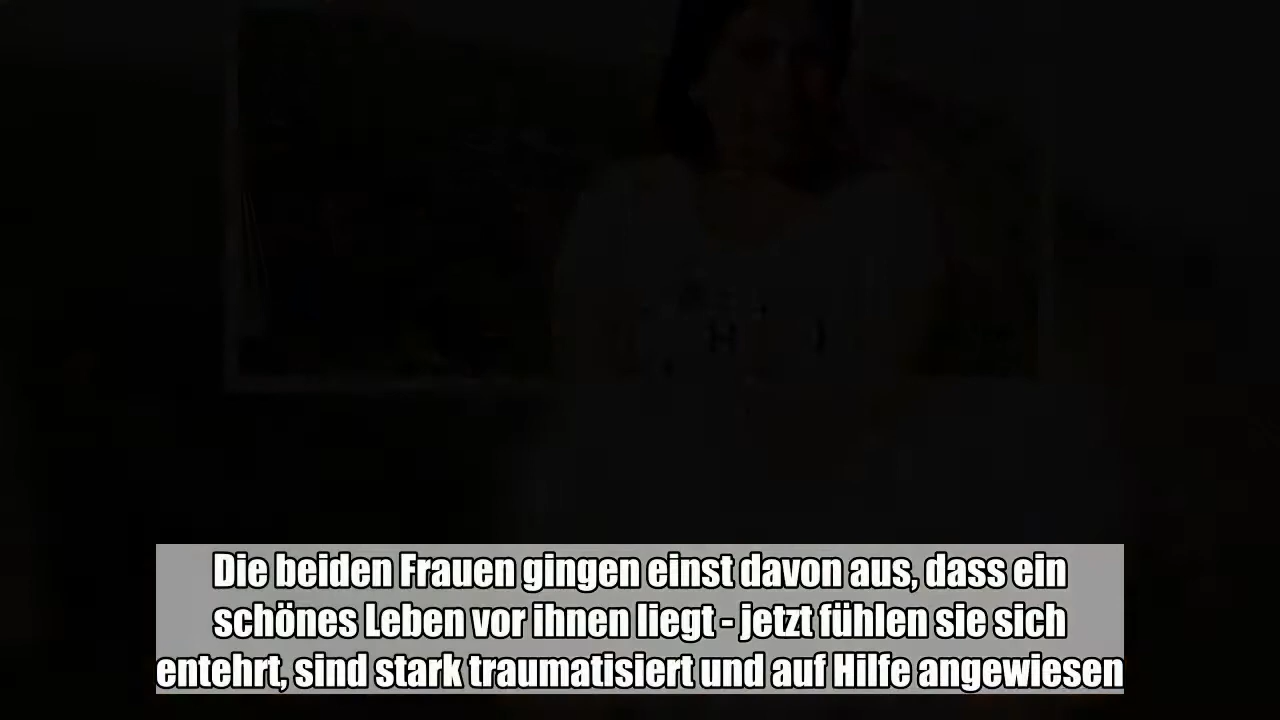 Die beiden Frauen gingen einst davon aus, dass ein
schönes Leben vor ihnen liegt - jetzt fühlen sie sich
entehrt, sind stark traumatisiert und auf Hilfe angewiesen